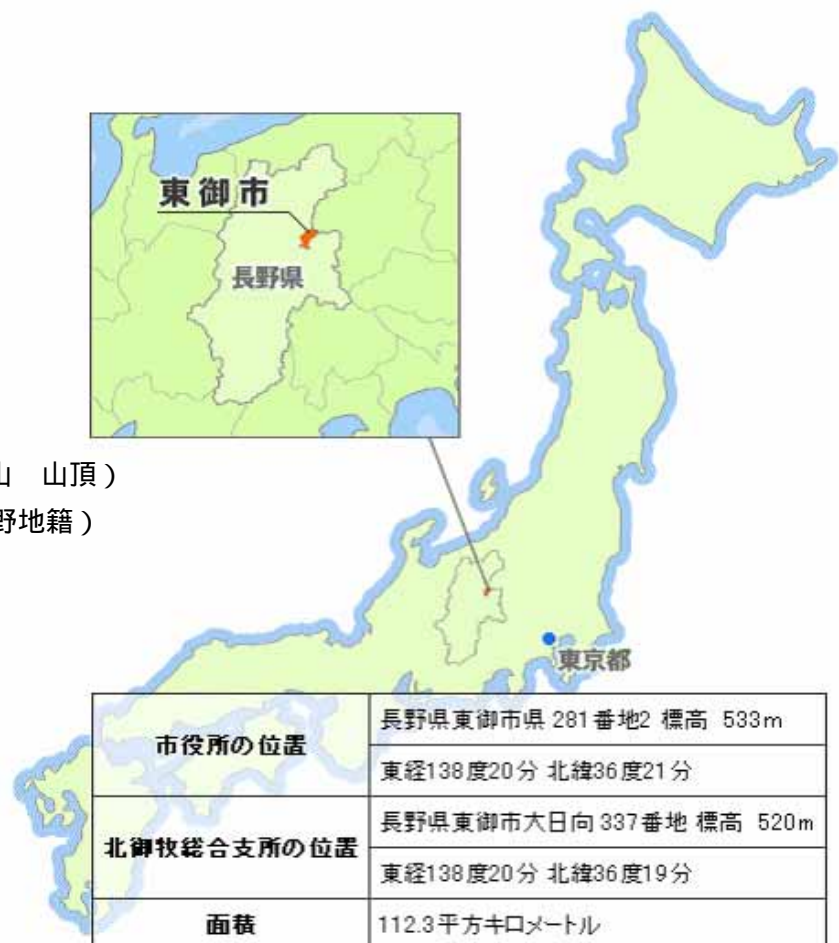 東御市
長野県
山 山頂）
野地籍）
東京都
市役所の位置
長野県東御市県 281番地2 標高 533m
東経138度20分 北緯36度21分
北御牧総合支所の位置
長野県東御市大日向 337番地 標高 520m
東経138度20分 北緯36度19分
面積
112.3平方キロメートル